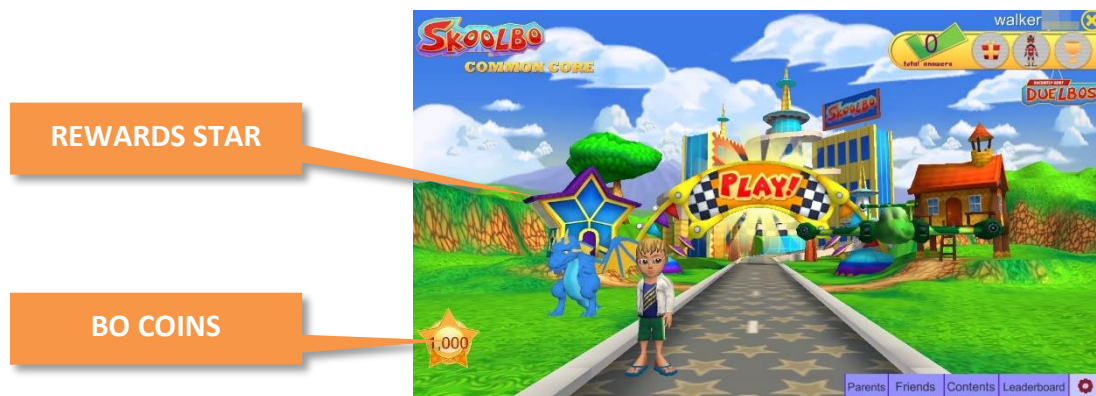 REWARDS STAR
BO COINS
SKOOLBO
COMMON CORE
walker
0
total answers
DUELBOS
SKOOLBO
PLAY!
1,000
Parents
Friends
Contents
Leaderboard